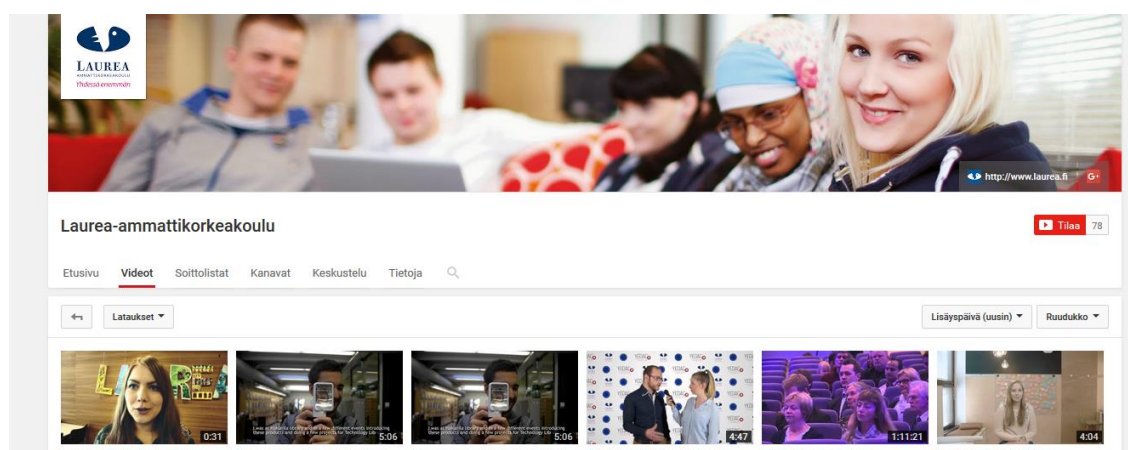 LAUREA
AMMATTIKORKEAKOULU
Yhdessä enemmän
http://www.laurea.fi G+
Laurea-ammattikorkeakoulu
Tilaa 78
Etusivu Videot Soittolistat Kanavat Keskustelu Tietoja
Lataukset
Lisäyspäivä (uusin) Ruudukko
0:31
5:06
5:06
4:47
1:11:21
4:04